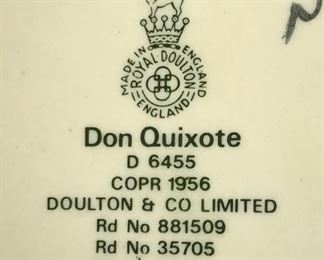 MADE IN ENGLAND
ROYAL DOULTON
ENGLAND
Don Quixote
D 6455
COPR 1956
DOULTON & CO LIMITED
Rd No 881509
Rd No 35705